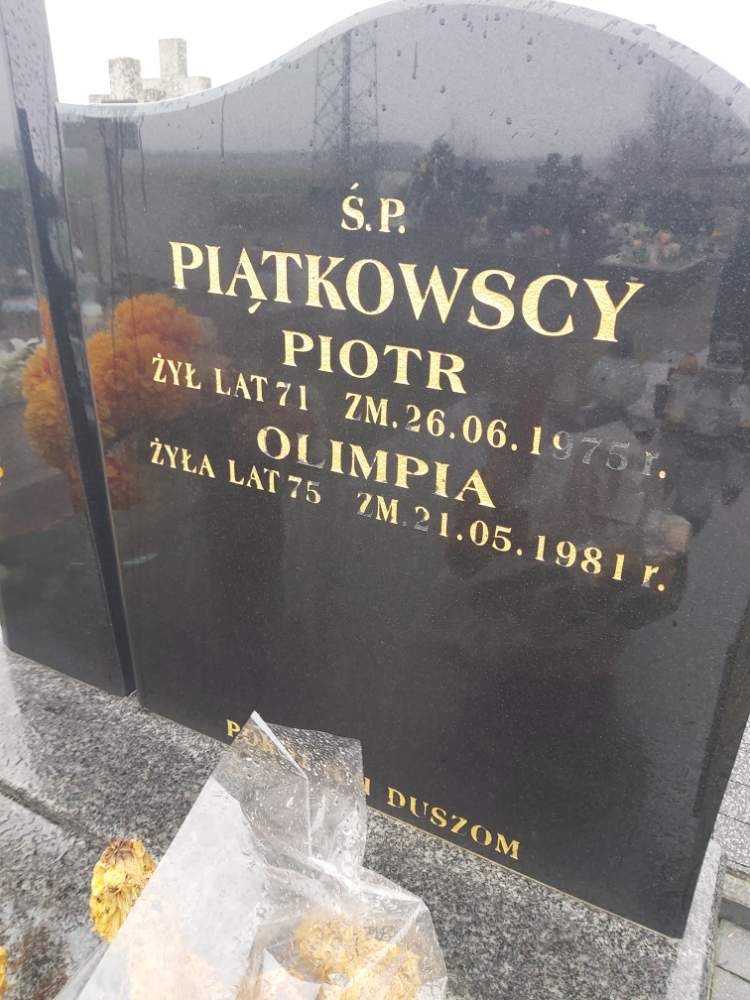 Ś.P.
PIĄTKOWSCY
PIOTR
ŻYŁ LAT 71 ZM. 26.06.1975 r.
OLIMPIA
ŻYŁA LAT 75 ZM. 21.05.1981 r.
DUSZOM